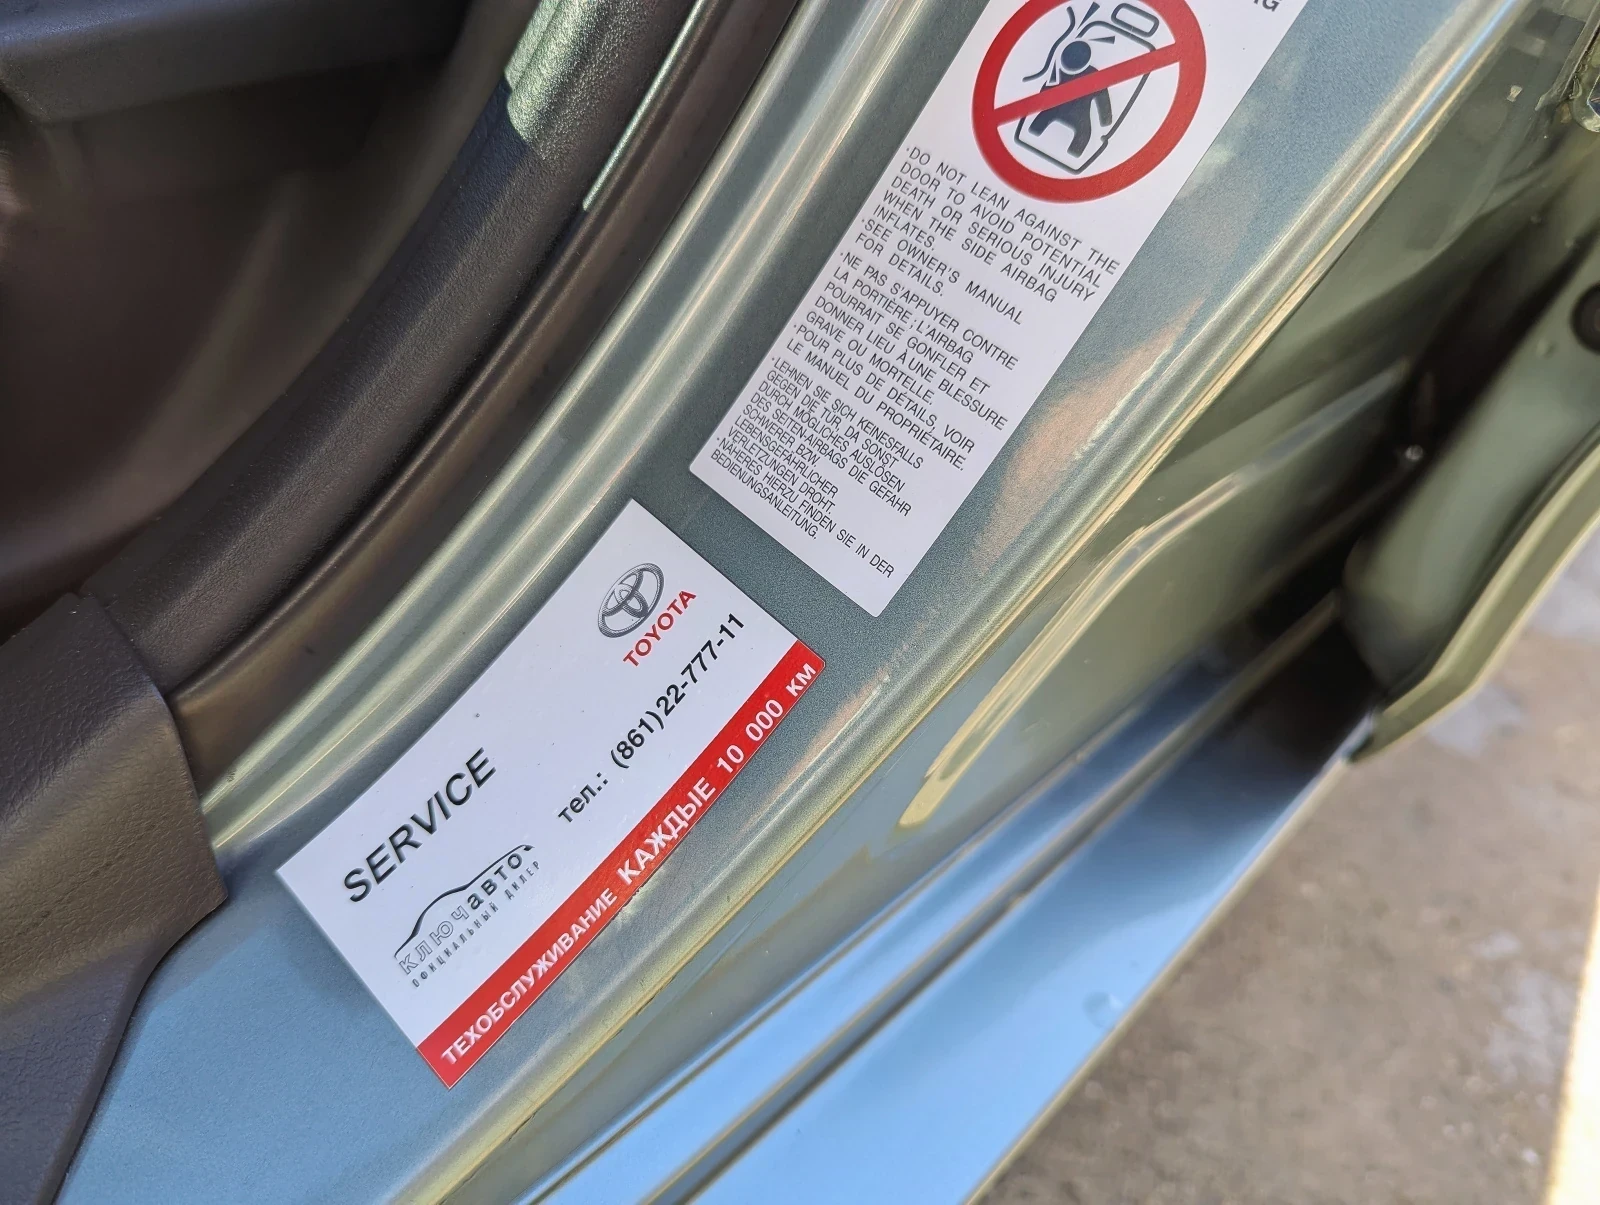 ·DO NOT LEAN AGAINST THE
DOOR TO AVOID POTENTIAL
DEATH OR SERIOUS INJURY
WHEN THE SIDE AIRBAG
INFLATES.
·SEE OWNER'S MANUAL
FOR DETAILS.
·NE PAS S'APPUYER CONTRE
LA PORTIÈRE; L'AIRBAG
POURRAIT SE GONFLER ET
DONNER LIEU À UNE BLESSURE
GRAVE OU MORTELLE.
·POUR PLUS DE DÉTAILS, VOIR
LE MANUEL DU PROPRIÉTAIRE.
·LEHNEN SIE SICH KEINESFALLS
GEGEN DIE TÜR, DA SONST
DURCH MÖGLICHES AUSLÖSEN
DES SEITEN-AIRBAGS DIE GEFAHR
SCHWERER BZW.
LEBENSGEFÄHRLICHER
VERLETZUNGEN DROHT.
·NÄHERES HIERZU FINDEN SIE IN DER
BEDIENUNGSANLEITUNG.
TOYOTA
SERVICE
тел.: (861)22-777-11
КЛЮЧавто
ОФИЦИАЛЬНЫЙ ДИЛЕР
ТЕХОБСЛУЖИВАНИЕ КАЖДЫЕ 10 000 КМ